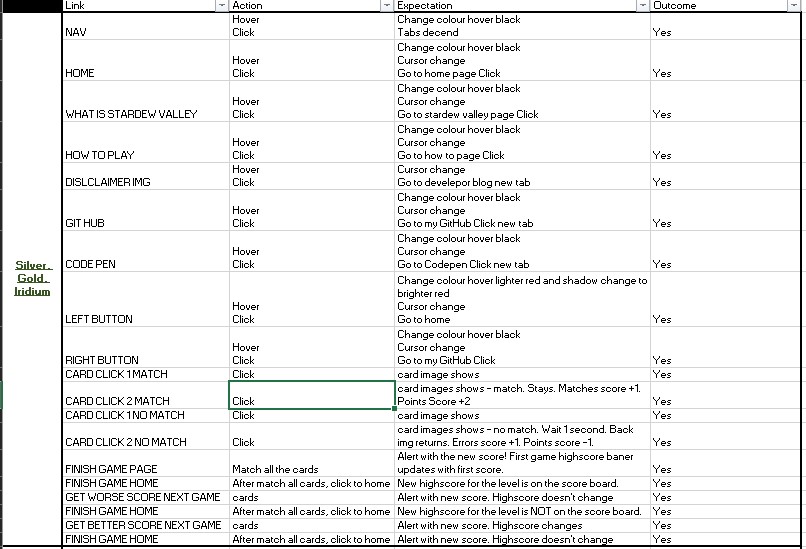 Link Action Expectation Outcome
Hover Change colour hover black
NAV Click Tabs decend Yes
Change colour hover black
Hover Cursor change
HOME Click Go to home page Click Yes
Change colour hover black
Hover Cursor change
WHAT IS STARDEW VALLEY Click Go to stardew valley page Click Yes
Change colour hover black
Hover Cursor change
HOW TO PLAY Click Go to how to page Click Yes
Hover Cursor change
DISLCLAIMER IMG Click Go to develepor blog new tab Yes
Change colour hover black
Hover Cursor change
GIT HUB Click Go to my GitHub Click new tab Yes
Change colour hover black
Hover Cursor change
CODE PEN Click Go to Codepen Click new tab Yes
Silver,
Gold,
Iridium
Change colour hover lighter red and shadow change to
brighter red
Hover Cursor change
LEFT BUTTON Click Go to home Yes
Change colour hover black
Hover Cursor change
RIGHT BUTTON Click Go to my GitHub Click Yes
CARD CLICK 1 MATCH Click card image shows Yes
card images shows - match. Stays. Matches score +1.
CARD CLICK 2 MATCH Click Points Score +2 Yes
CARD CLICK 1 NO MATCH Click card image shows Yes
card images shows - no match. Wait 1 second. Back
CARD CLICK 2 NO MATCH Click img returns. Errors score +1. Points score -1. Yes
Alert with the new score! First game highscore baner
FINISH GAME PAGE Match all the cards updates with first score. Yes
FINISH GAME HOME After match all cards, click to home New highscore for the level is on the score board. Yes
GET WORSE SCORE NEXT GAME cards Alert with new score. Highscore doesn't change Yes
FINISH GAME HOME After match all cards, click to home New highscore for the level is NOT on the score board. Yes
GET BETTER SCORE NEXT GAME cards Alert with new score. Highscore changes Yes
FINISH GAME HOME After match all cards, click to home Alert with new score. Highscore doesn't change Yes